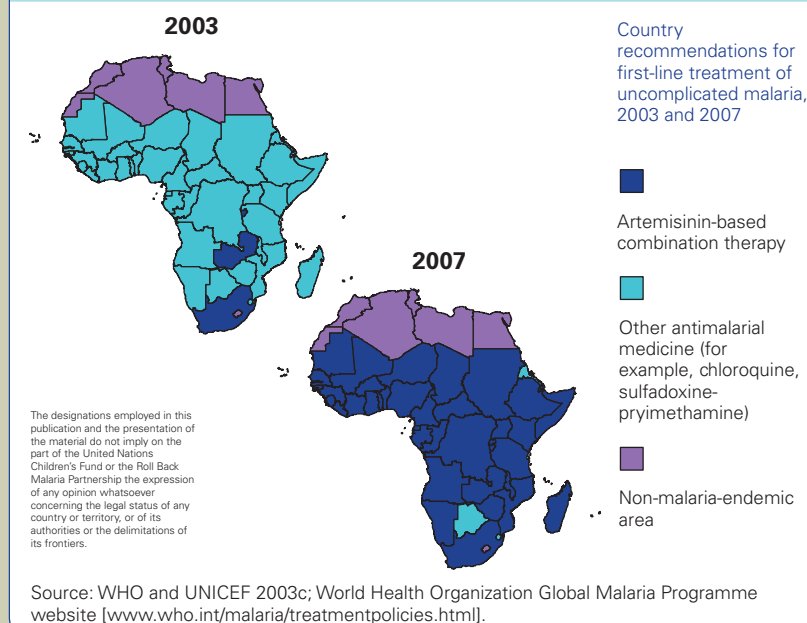 2003
Country
recommendations for
first-line treatment of
uncomplicated malaria,
2003 and 2007
Artemisinin-based
combination therapy
2007
Other antimalarial
medicine (for
example, chloroquine,
sulfadoxine-
pryimethamine)
Non-malaria-endemic
area
The designations employed in this
publication and the presentation of
the material do not imply on the
part of the United Nations
Children's Fund or the Roll Back
Malaria Partnership the expression
of any opinion whatsoever
concerning the legal status of any
country or territory, or of its
authorities or the delimitations of
its frontiers.
Source: WHO and UNICEF 2003c; World Health Organization Global Malaria Programme
website [www.who.int/malaria/treatmentpolicies.html].